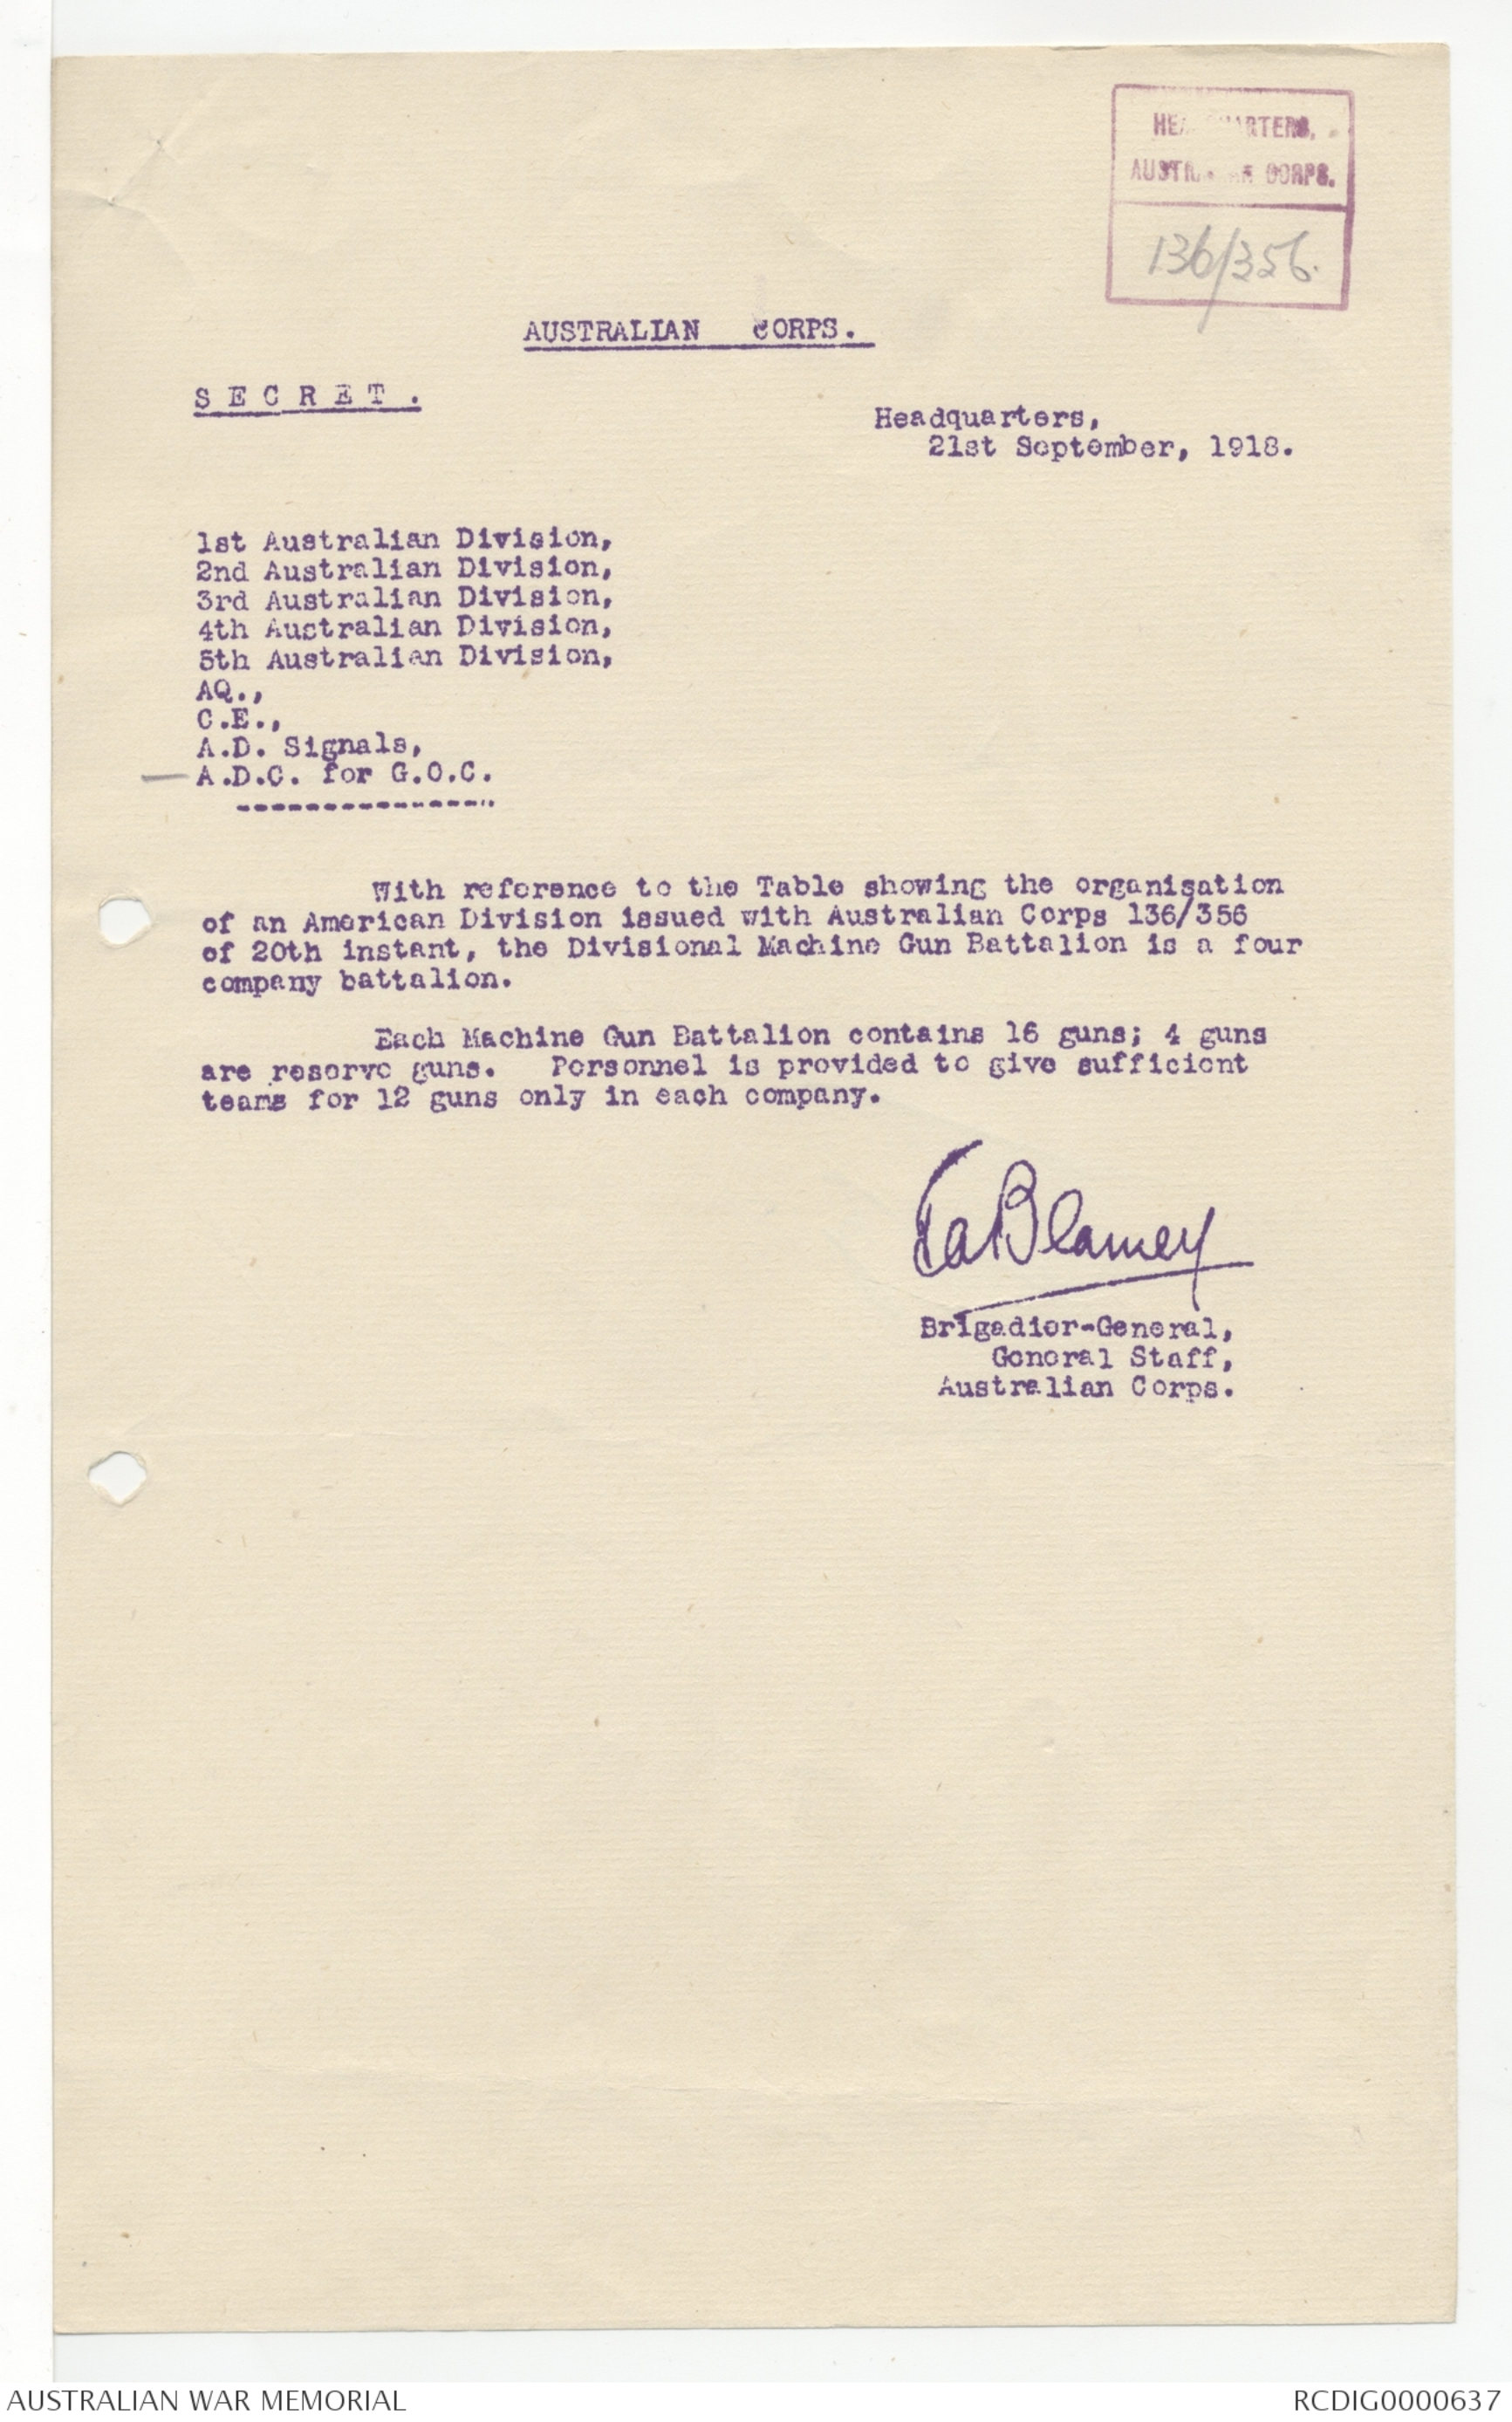 HEADQUARTERS,
AUSTRALIAN CORPS.
136/356.
AUSTRALIAN CORPS.
S E C R E T .
Headquarters,
21st September, 1918.
1st Australian Division,
2nd Australian Division,
3rd Australian Division,
4th Australian Division,
5th Australian Division,
AQ.,
C.E.,
A.D. Signals,
A.D.C. for G.O.C.
----------------
With reference to the Table showing the organisation
of an American Division issued with Australian Corps 136/356
of 20th instant, the Divisional Machine Gun Battalion is a four
company battalion.
Each Machine Gun Battalion contains 16 guns; 4 guns
are reserve guns. Personnel is provided to give sufficient
teams for 12 guns only in each company.
TaBlamey
Brigadier-General,
General Staff,
Australian Corps.
AUSTRALIAN WAR MEMORIAL
RCDIG0000637